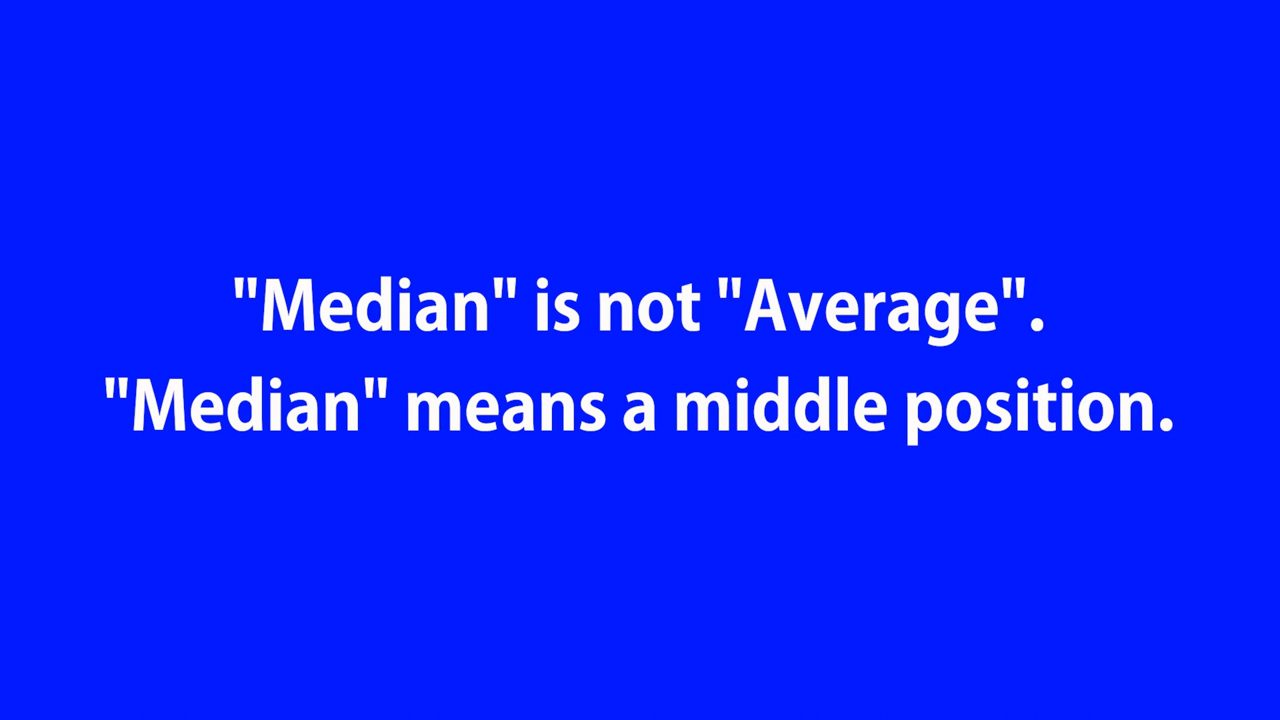 "Median" is not "Average".
"Median" means a middle position.